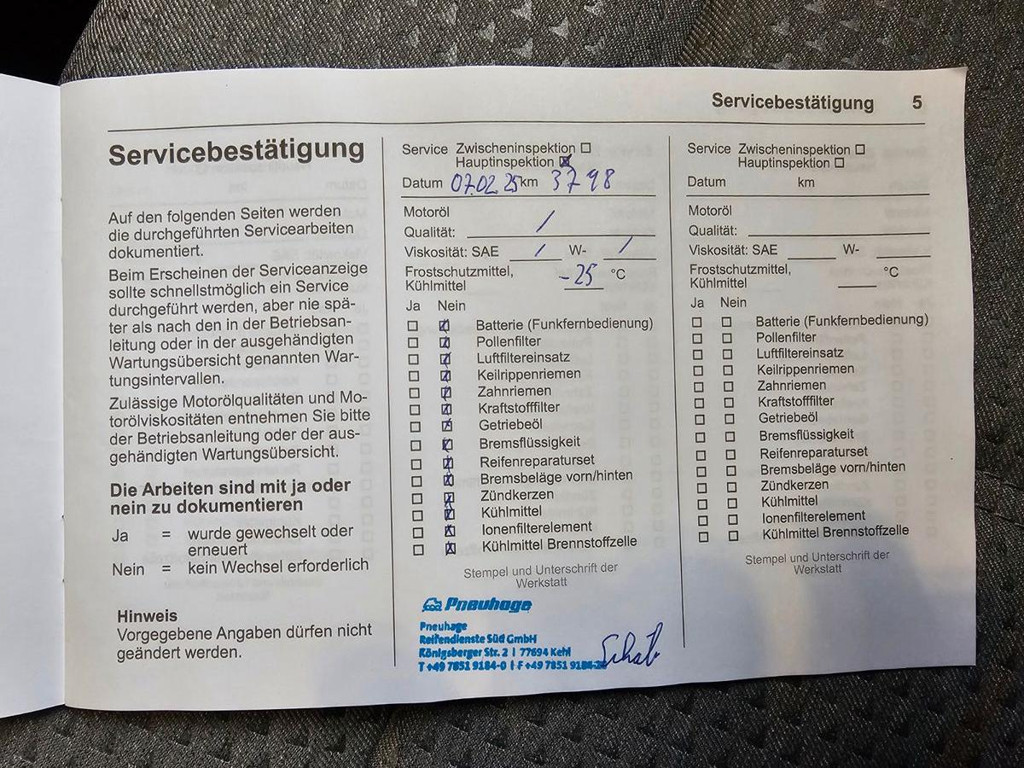 Servicebestätigung 5
Servicebestätigung
Auf den folgenden Seiten werden
die durchgeführten Servicearbeiten
dokumentiert.
Beim Erscheinen der Serviceanzeige
sollte schnellstmöglich ein Service
durchgeführt werden, aber nie spä-
ter als nach den in der Betriebsan-
leitung oder in der ausgehändigten
Wartungsübersicht genannten War-
tungsintervallen.
Zulässige Motorölqualitäten und Mo-
torölviskositäten entnehmen Sie bitte
der Betriebsanleitung oder der aus-
gehändigten Wartungsübersicht.
Die Arbeiten sind mit ja oder
nein zu dokumentieren
Ja = wurde gewechselt oder
erneuert
Nein = kein Wechsel erforderlich
Hinweis
Vorgegebene Angaben dürfen nicht
geändert werden.
Service Zwischeninspektion ☐
Hauptinspektion ☒
Datum 07.02.25 km 3798
Motoröl
Qualität: /
Viskosität: SAE / W- /
Frostschutzmittel, -25 °C
Kühlmittel
Ja Nein
☐ ☒ Batterie (Funkfernbedienung)
☐ ☒ Pollenfilter
☐ ☒ Luftfiltereinsatz
☐ ☒ Keilrippenriemen
☐ ☒ Zahnriemen
☐ ☒ Kraftstofffilter
☐ ☒ Getriebeöl
☐ ☒ Bremsflüssigkeit
☐ ☒ Reifenreparaturset
☐ ☒ Bremsbeläge vorn/hinten
☐ ☒ Zündkerzen
☐ ☒ Kühlmittel
☐ ☒ Ionenfilterelement
☐ ☒ Kühlmittel Brennstoffzelle
Stempel und Unterschrift der
Werkstatt
Pneuhage
Pneuhage
Reifendienste Süd GmbH
Königsberger Str. 2 | 77694 Kehl
T +49 7851 9184-0 | F +49 7851
Service Zwischeninspektion ☐
Hauptinspektion ☐
Datum km
Motoröl
Qualität:
Viskosität: SAE W-
Frostschutzmittel, °C
Kühlmittel
Ja Nein
☐ ☐ Batterie (Funkfernbedienung)
☐ ☐ Pollenfilter
☐ ☐ Luftfiltereinsatz
☐ ☐ Keilrippenriemen
☐ ☐ Zahnriemen
☐ ☐ Kraftstofffilter
☐ ☐ Getriebeöl
☐ ☐ Bremsflüssigkeit
☐ ☐ Reifenreparaturset
☐ ☐ Bremsbeläge vorn/hinten
☐ ☐ Zündkerzen
☐ ☐ Kühlmittel
☐ ☐ Ionenfilterelement
☐ ☐ Kühlmittel Brennstoffzelle
Stempel und Unterschrift der
Werkstatt